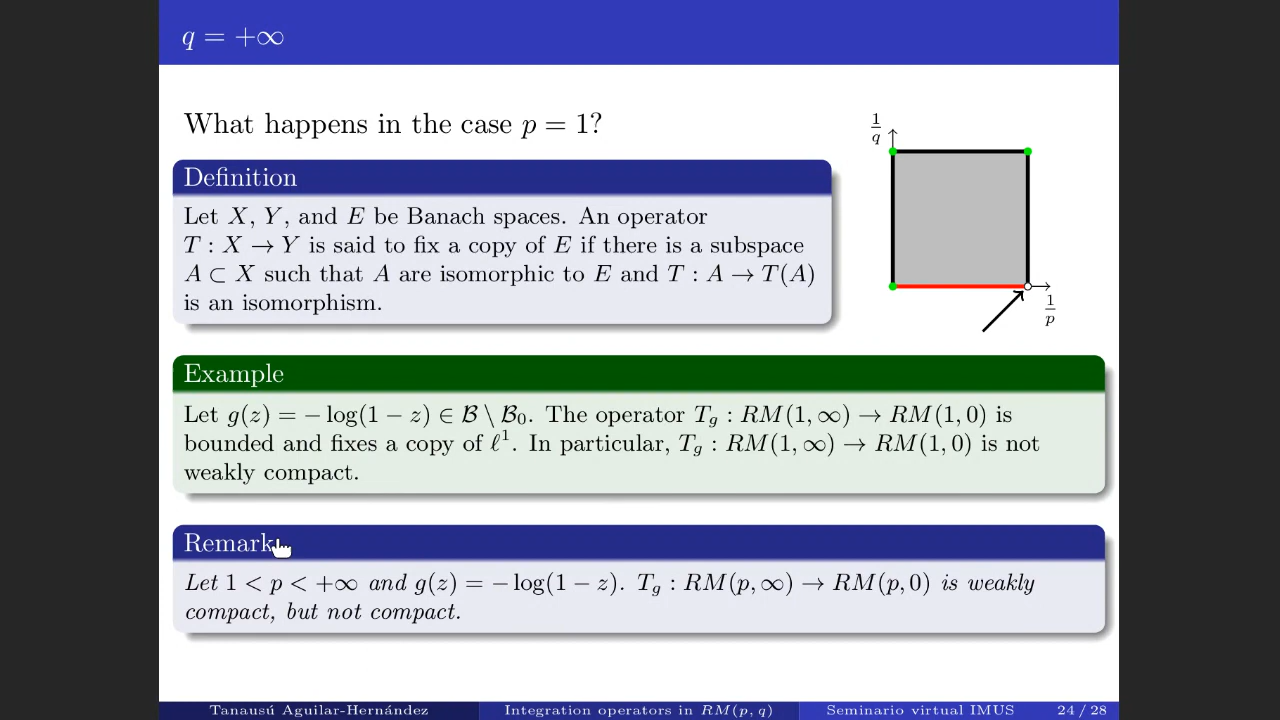 q = +∞
What happens in the case p = 1?
Definition
Let X, Y, and E be Banach spaces. An operator
T : X → Y is said to fix a copy of E if there is a subspace
A ⊂ X such that A are isomorphic to E and T : A → T(A)
is an isomorphism.
1/q
1/p
Example
Let g(z) = − log(1 − z) ∈ ℬ \ ℬ₀. The operator T_g : RM(1, ∞) → RM(1, 0) is
bounded and fixes a copy of ℓ¹. In particular, T_g : RM(1, ∞) → RM(1, 0) is not
weakly compact.
Remark
Let 1 < p < +∞ and g(z) = − log(1 − z). T_g : RM(p, ∞) → RM(p, 0) is weakly
compact, but not compact.
Tanausú Aguilar-Hernández
Integration operators in RM(p, q)
Seminario virtual IMUS
24 / 28